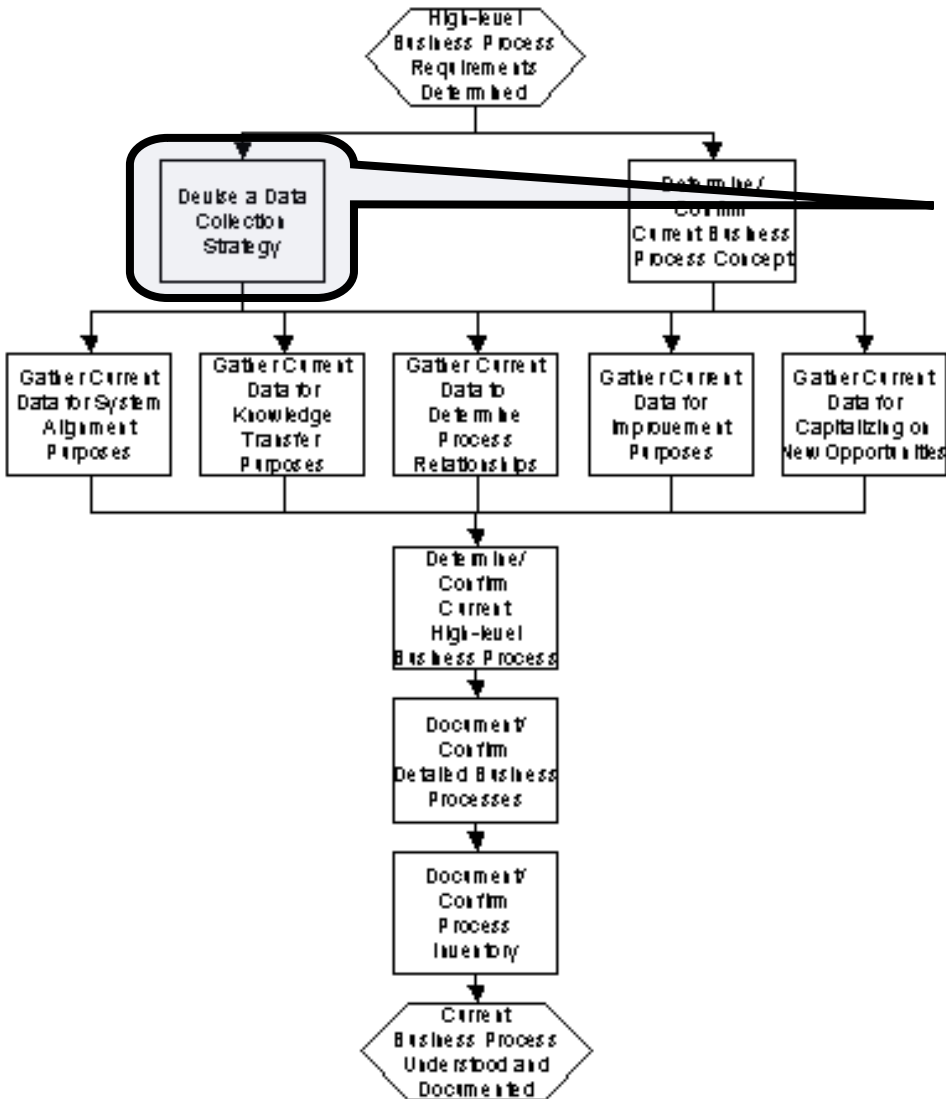 High-level
Business Process
Requirements
Determined
Devise a Data
Collection
Strategy
Determine/
Confirm
Current Business
Process Concept
Gather Current
Data for System
Alignment
Purposes
Gather Current
Data for
Knowledge
Transfer
Purposes
Gather Current
Data to
Determine
Process
Relationships
Gather Current
Data for
Improvement
Purposes
Gather Current
Data for
Capitalizing on
New Opportunities
Determine/
Confirm
Current
High-level
Business Process
Document/
Confirm
Detailed Business
Processes
Document/
Confirm
Process
Inventory
Current
Business Process
Understood and
Documented